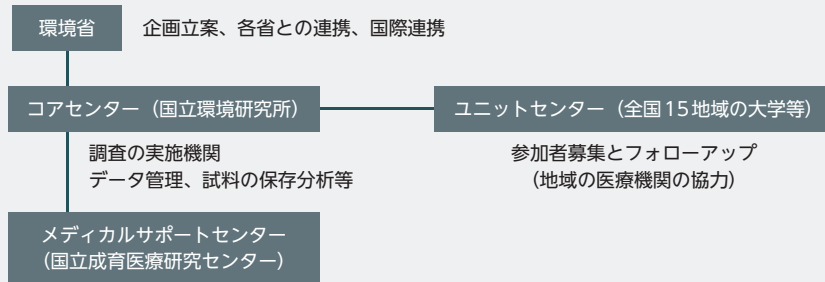 環境省
企画立案、各省との連携、国際連携
コアセンター（国立環境研究所）
ユニットセンター（全国15地域の大学等）
調査の実施機関
データ管理、試料の保存分析等
参加者募集とフォローアップ
（地域の医療機関の協力）
メディカルサポートセンター
（国立成育医療研究センター）